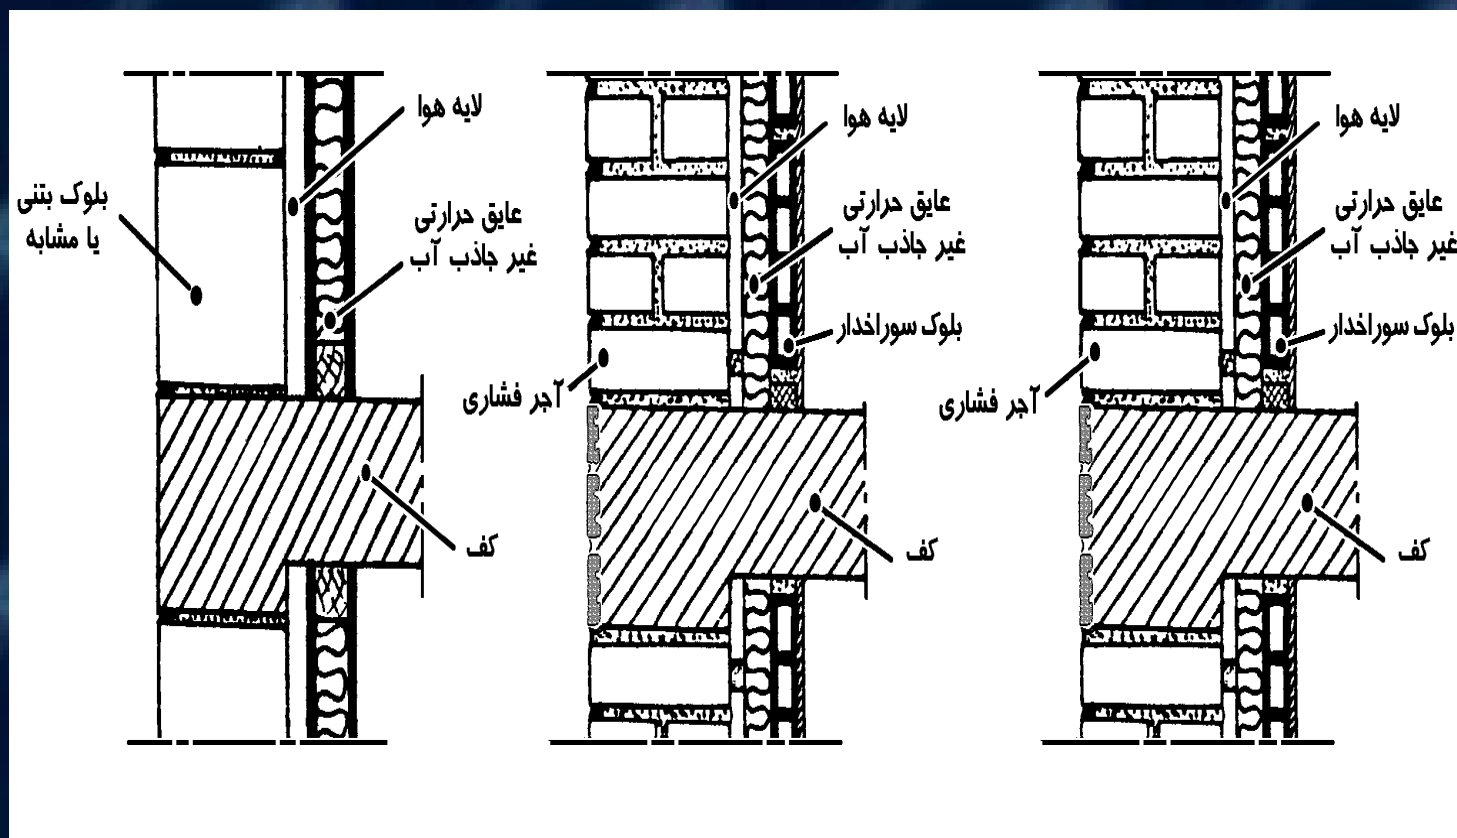 لایه هوا
عایق حرارتی
غیر جاذب آب
بلوک سوراخدار
آجر فشاری
کف
لایه هوا
عایق حرارتی
غیر جاذب آب
بلوک سوراخدار
آجر فشاری
کف
لایه هوا
بلوک بتنی
یا مشابه
عایق حرارتی
غیر جاذب آب
کف